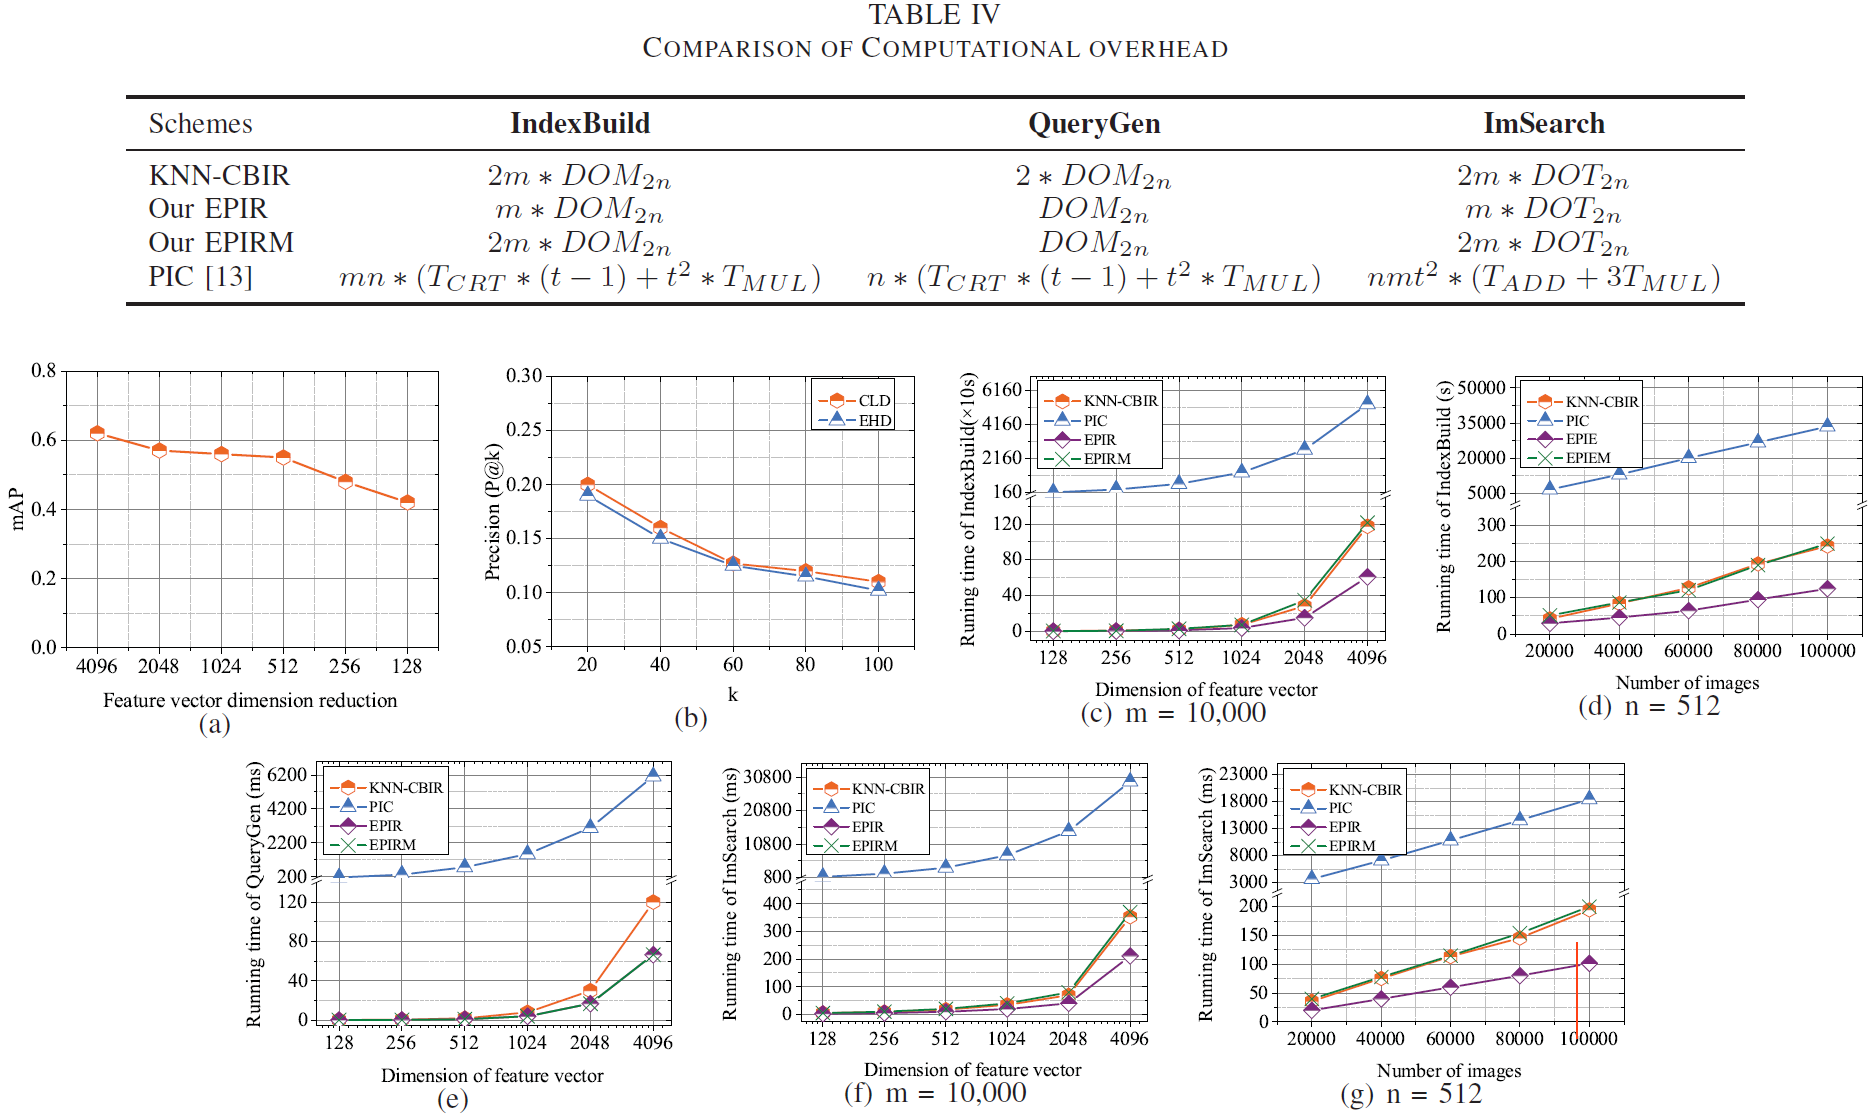 TABLE IV
COMPARISON OF COMPUTATIONAL OVERHEAD
Schemes IndexBuild QueryGen ImSearch
KNN-CBIR 2m ∗ DOM2n 2 ∗ DOM2n 2m ∗ DOT2n
Our EPIR m ∗ DOM2n DOM2n m ∗ DOT2n
Our EPIRM 2m ∗ DOM2n DOM2n 2m ∗ DOT2n
PIC [13] mn ∗ (TCRT ∗ (t − 1) + t² ∗ TMUL) n ∗ (TCRT ∗ (t − 1) + t² ∗ TMUL) nmt² ∗ (TADD + 3TMUL)
mAP
0.8
0.6
0.4
0.2
0.0
4096 2048 1024 512 256 128
Feature vector dimension reduction
(a)
Precision (P@k)
0.30
0.25
0.20
0.15
0.10
0.05
CLD
EHD
20 40 60 80 100
k
(b)
Runing time of IndexBuild(×10s)
6160
4160
2160
160
120
80
40
0
KNN-CBIR
PIC
EPIR
EPIRM
128 256 512 1024 2048 4096
Dimension of feature vector
(c) m = 10,000
Running time of IndexBuild (s)
50000
35000
20000
5000
300
200
100
0
KNN-CBIR
PIC
EPIE
EPIEM
20000 40000 60000 80000 100000
Number of images
(d) n = 512
Running time of QueryGen (ms)
6200
4200
2200
200
120
80
40
0
KNN-CBIR
PIC
EPIR
EPIRM
128 256 512 1024 2048 4096
Dimension of feature vector
(e)
Running time of ImSearch (ms)
30800
20800
10800
800
400
300
200
100
0
KNN-CBIR
PIC
EPIR
EPIRM
128 256 512 1024 2048 4096
Dimension of feature vector
(f) m = 10,000
Running time of ImSearch (ms)
23000
18000
13000
8000
3000
200
150
100
50
0
KNN-CBIR
PIC
EPIR
EPIRM
20000 40000 60000 80000 100000
Number of images
(g) n = 512